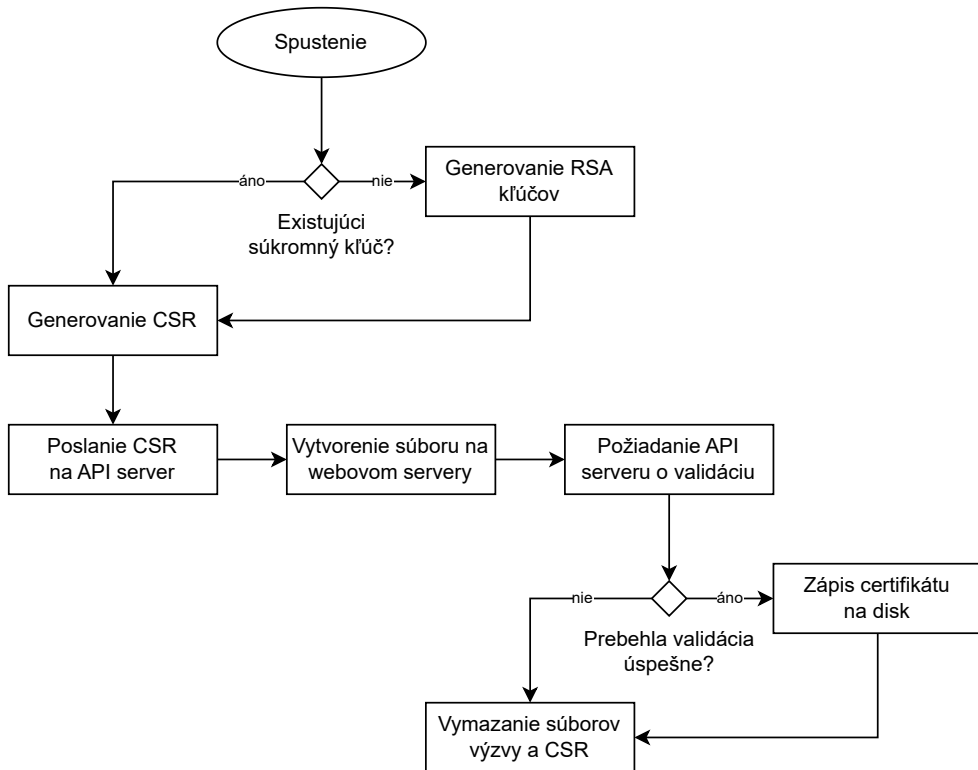 Spustenie
áno
nie
Generovanie RSA
kľúčov
Existujúci
súkromný kľúč?
Generovanie CSR
Poslanie CSR
na API server
Vytvorenie súboru na
webovom servery
Požiadanie API
serveru o validáciu
nie
áno
Zápis certifikátu
na disk
Prebehla validácia
úspešne?
Vymazanie súborov
výzvy a CSR